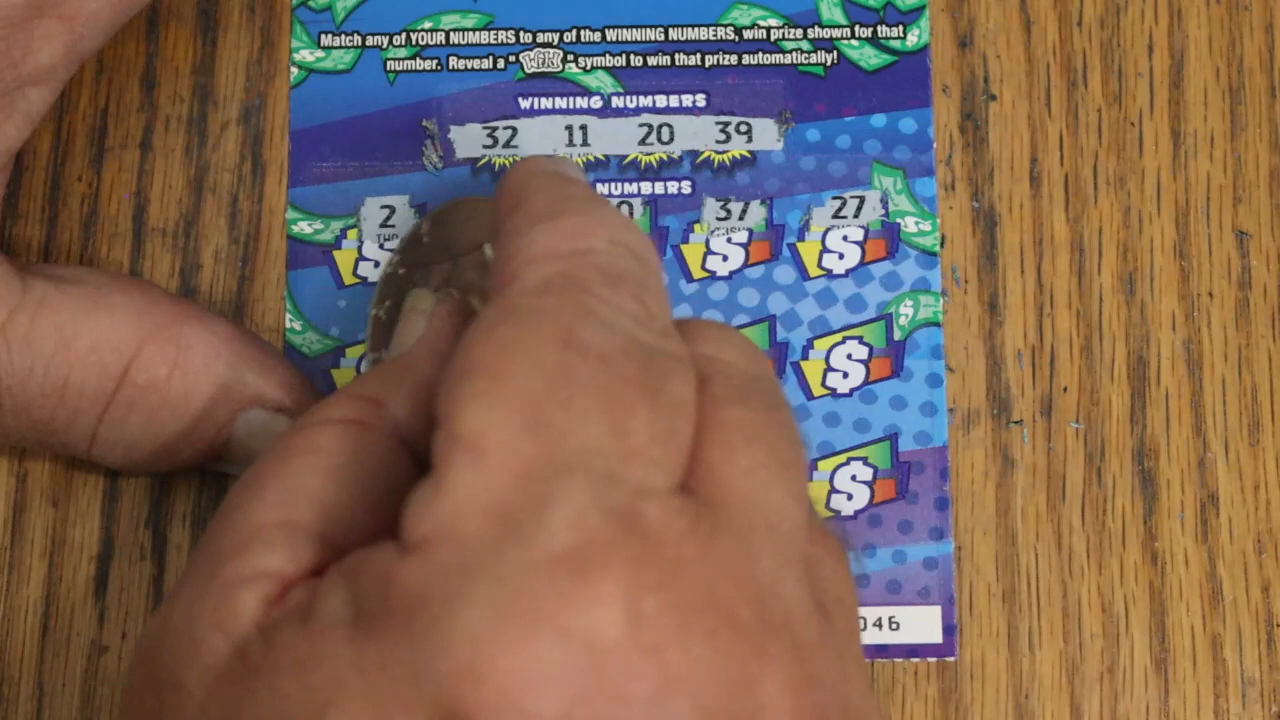 Match any of YOUR NUMBERS to any of the WINNING NUMBERS, win prize shown for that
number. Reveal a "WILD" symbol to win that prize automatically!
WINNING NUMBERS
32 11 20 39
NUMBERS
2 37 27
$ $ $
$
$
046